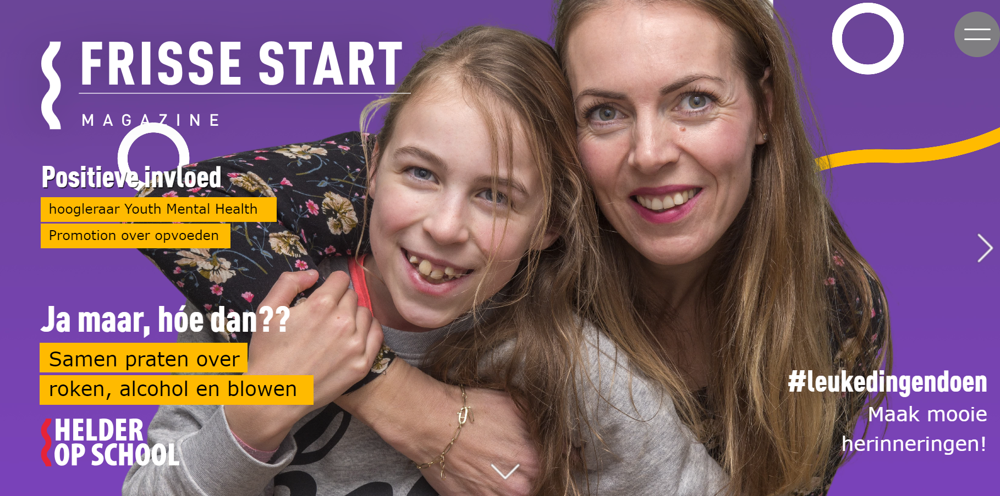 FRISSE START
MAGAZINE
Positieve invloed
hoogleraar Youth Mental Health
Promotion over opvoeden
Ja maar, hóe dan??
Samen praten over
roken, alcohol en blowen
HELDER
OP SCHOOL
#leukedingendoen
Maak mooie
herinneringen!